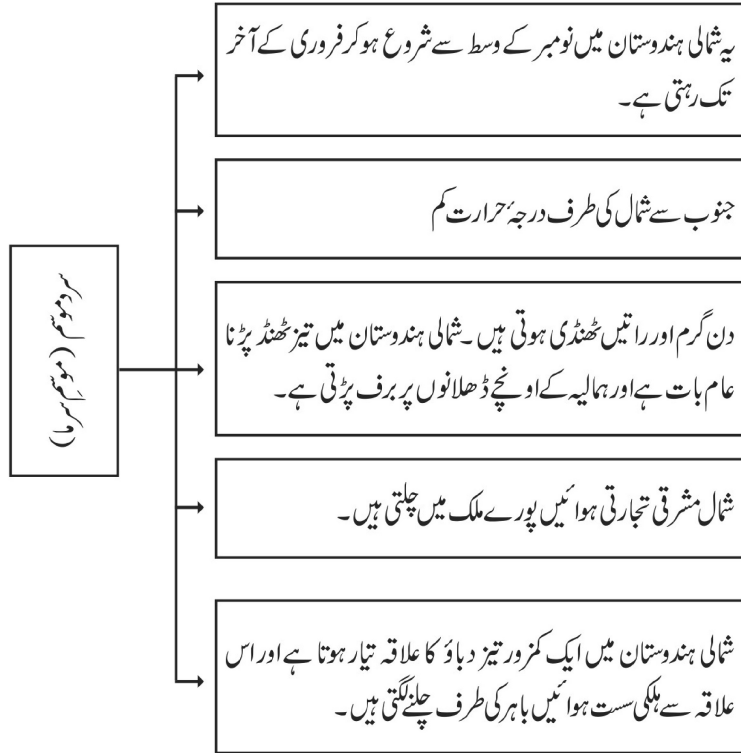 سرد موسم (موسمِ سرما)
یہ شمالی ہندوستان میں نومبر کے وسط سے شروع ہوکر فروری کے آخر
تک رہتی ہے۔
جنوب سے شمال کی طرف درجۂ حرارت کم
دن گرم اور راتیں ٹھنڈی ہوتی ہیں۔ شمالی ہندوستان میں تیز ٹھنڈ پڑنا
عام بات ہے اور ہمالیہ کے اونچے ڈھلانوں پر برف پڑتی ہے۔
شمال مشرقی تجارتی ہوائیں پورے ملک میں چلتی ہیں۔
شمالی ہندوستان میں ایک کمزور تیز دباؤ کا علاقہ تیار ہوتا ہے اور اس
علاقہ سے ہلکی سست ہوائیں باہر کی طرف چلنے لگتی ہیں۔